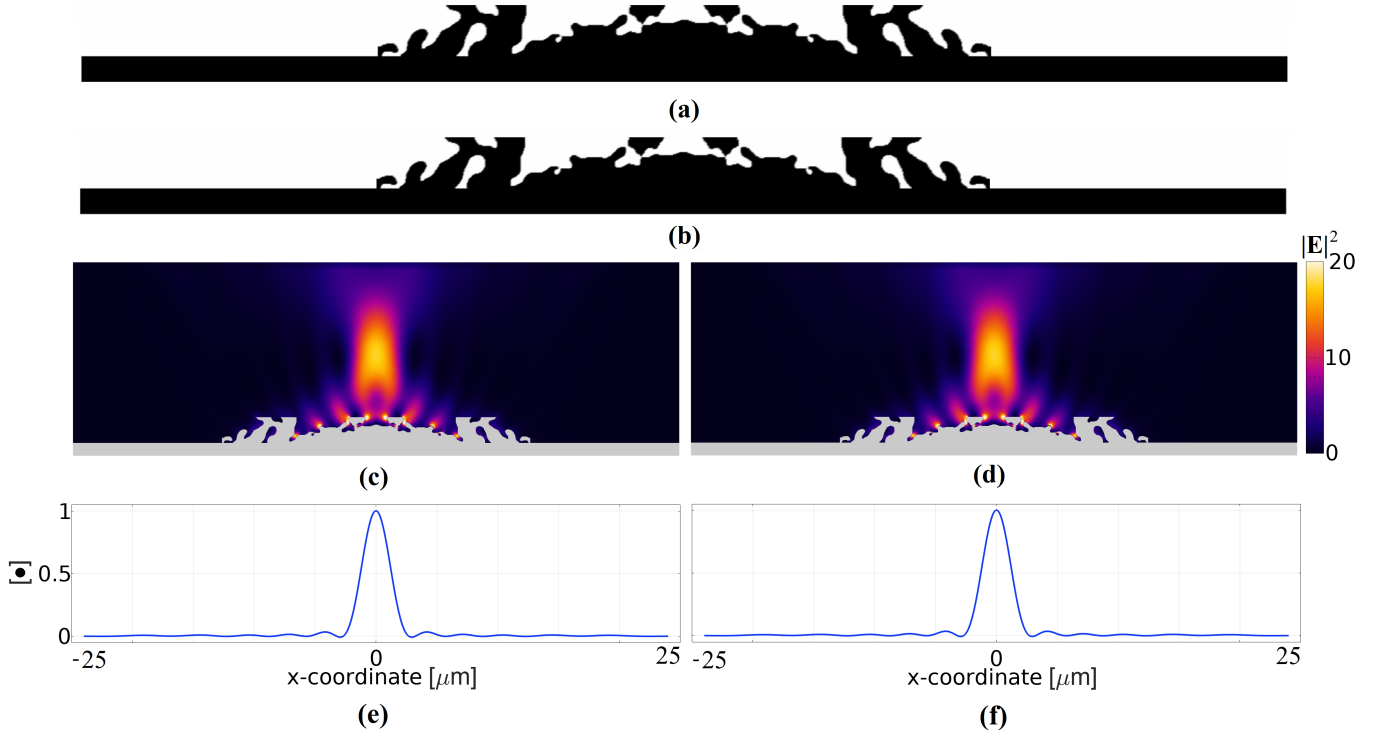 (a)
(b)
|E|²
20
10
0
(c) (d)
1
0.5
0
[●]
-25 0 25 -25 0 25
x-coordinate [μm] x-coordinate [μm]
(e) (f)